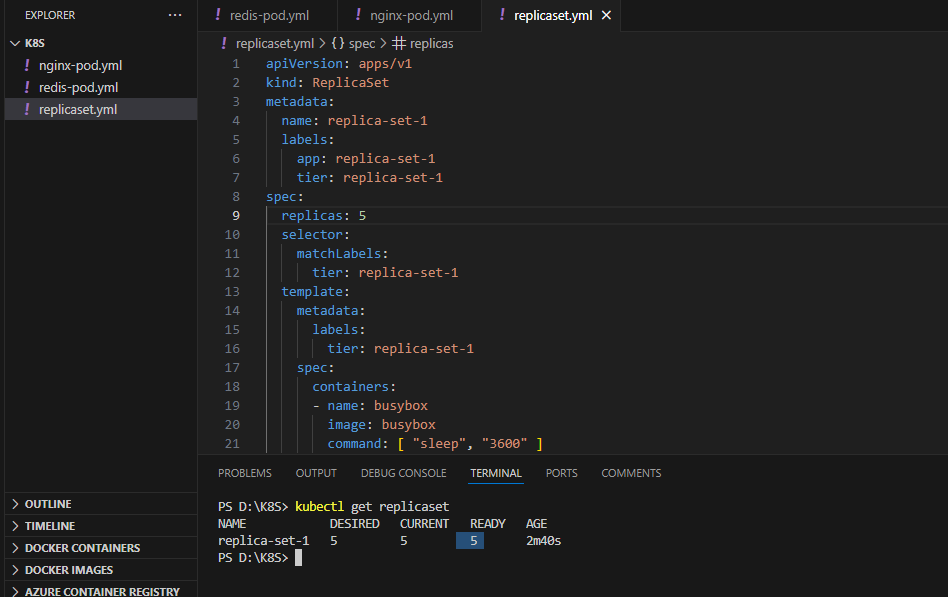 EXPLORER
K8S
nginx-pod.yml
redis-pod.yml
replicaset.yml
OUTLINE
TIMELINE
DOCKER CONTAINERS
DOCKER IMAGES
AZURE CONTAINER REGISTRY
! redis-pod.yml ! nginx-pod.yml ! replicaset.yml
! replicaset.yml > {} spec > replicas
1 apiVersion: apps/v1
2 kind: ReplicaSet
3 metadata:
4   name: replica-set-1
5   labels:
6     app: replica-set-1
7     tier: replica-set-1
8 spec:
9   replicas: 5
10   selector:
11     matchLabels:
12       tier: replica-set-1
13   template:
14     metadata:
15       labels:
16         tier: replica-set-1
17     spec:
18       containers:
19       - name: busybox
20         image: busybox
21         command: [ "sleep", "3600" ]
PROBLEMS OUTPUT DEBUG CONSOLE TERMINAL PORTS COMMENTS
PS D:\K8S> kubectl get replicaset
NAME DESIRED CURRENT READY AGE
replica-set-1 5 5 5 2m40s
PS D:\K8S>